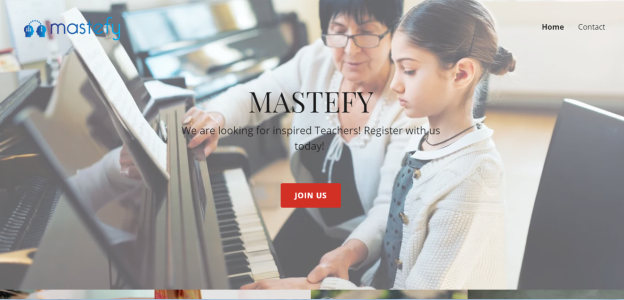 mastefy
Home
Contact
MASTEFY
We are looking for inspired Teachers! Register with us
today!
JOIN US